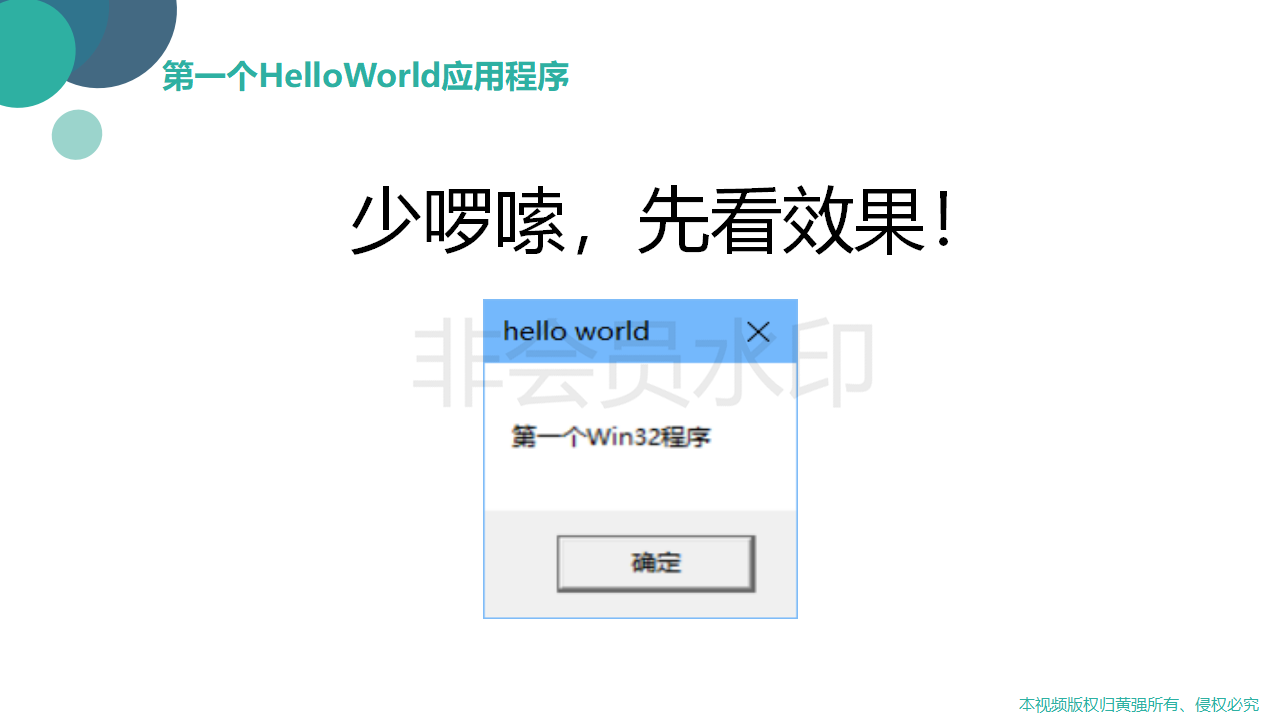 第一个HelloWorld应用程序
少啰嗦，先看效果！
hello world
非会员水印
第一个Win32程序
确定
本视频版权归黄强所有、侵权必究